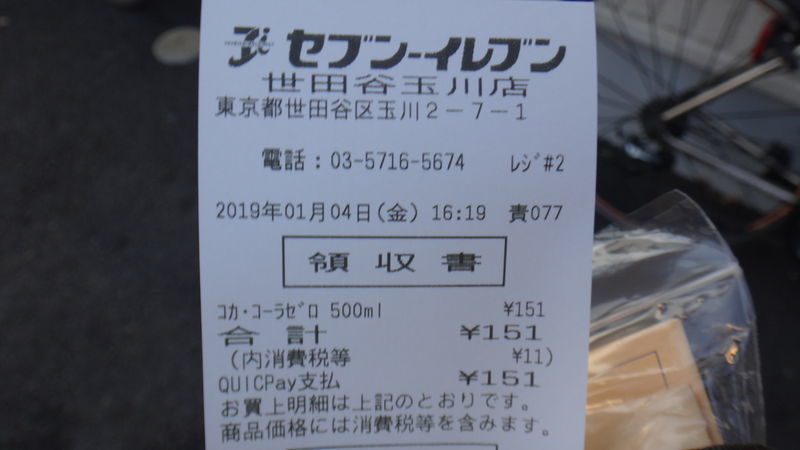 セブン-イレブン
世田谷玉川店
東京都世田谷区玉川2-7-1
電話:03-5716-5674 レジ#2
2019年01月04日(金) 16:19 責077
領収書
コカ・コーラゼロ 500ml ¥151
合計 ¥151
(内消費税等 ¥11)
QUICPay支払 ¥151
お買上明細は上記のとおりです。
商品価格には消費税等を含みます。